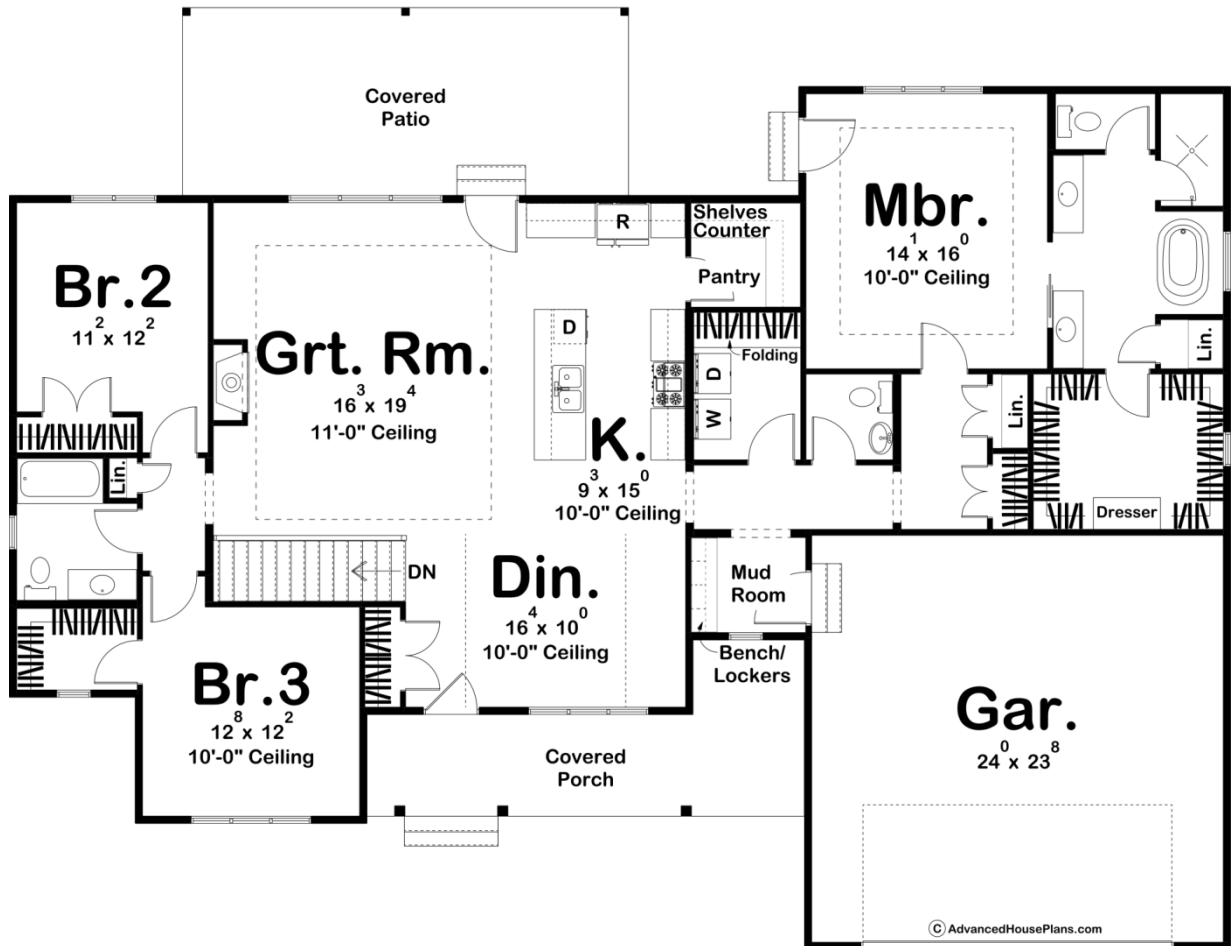 Covered
Patio
Br.2
11² x 12²
Grt. Rm.
16³ x 19⁴
11'-0" Ceiling
R
D
K.
9³ x 15⁰
10'-0" Ceiling
Shelves
Counter
Pantry
Folding
D
W
Mbr.
14¹ x 16⁰
10'-0" Ceiling
Lin.
Lin.
Dresser
Lin.
DN
Din.
16⁴ x 10⁰
10'-0" Ceiling
Mud
Room
Bench/
Lockers
Br.3
12⁸ x 12²
10'-0" Ceiling
Covered
Porch
Gar.
24⁰ x 23⁸
© AdvancedHousePlans.com